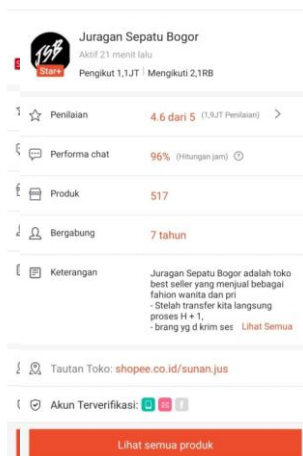 Juragan Sepatu Bogor
Aktif 21 menit lalu
JSB
Star+
Pengikut 1,1JT | Mengikuti 2,1RB
Penilaian
4.6 dari 5 (1,9JT Penilaian)
Performa chat
96% (Hitungan jam)
Produk
517
Bergabung
7 tahun
Keterangan
Juragan Sepatu Bogor adalah toko
best seller yang menjual bebagai
fahion wanita dan pri
- Stelah transfer kita langsung
proses H + 1,
- brang yg d krim ses Lihat Semua
Tautan Toko: shopee.co.id/sunan.jus
Akun Terverifikasi:
Lihat semua produk